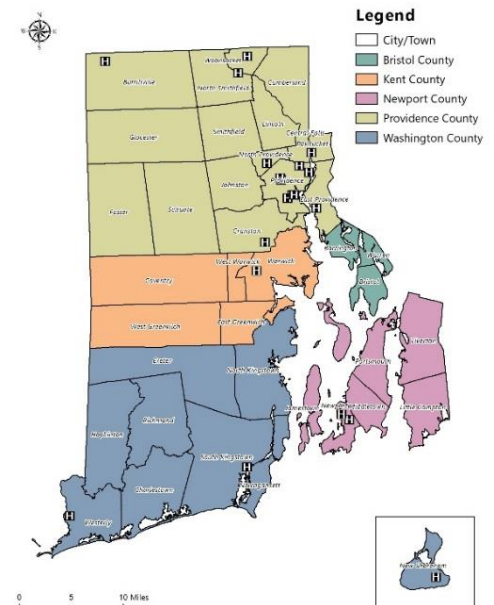 Legend
City/Town
Bristol County
Kent County
Newport County
Providence County
Washington County
N
H
Burrillville
Woonsocket
H
H
North Smithfield
Cumberland
Glocester
Smithfield
Lincoln
Central Falls
Pawtucket
H
North Providence
H
H
H
Johnston
H
Providence
H
H
East Providence
H
Foster
Scituate
Cranston
H
Barrington
Warren
Bristol
Coventry
West Warwick
Warwick
H
West Greenwich
East Greenwich
Tiverton
Portsmouth
Exeter
North Kingstown
Jamestown
Newport
Middletown
H
H
Little Compton
Hopkinton
Richmond
South Kingstown
H
Narragansett
Charlestown
H
Westerly
New Shoreham
H
0 5 10 Miles